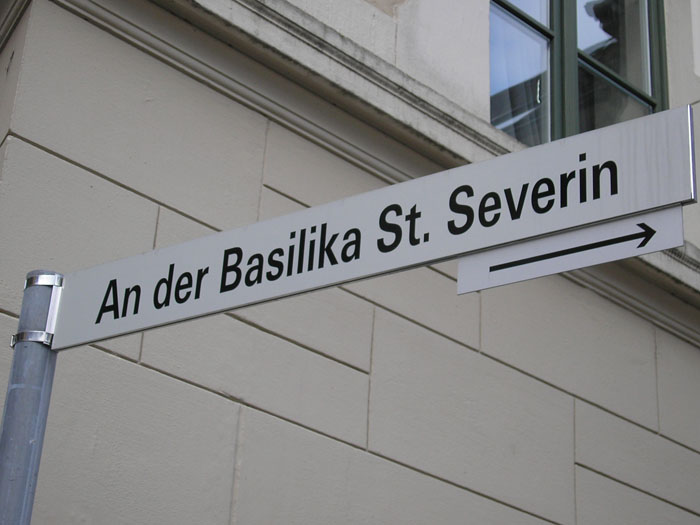 An der Basilika St. Severin